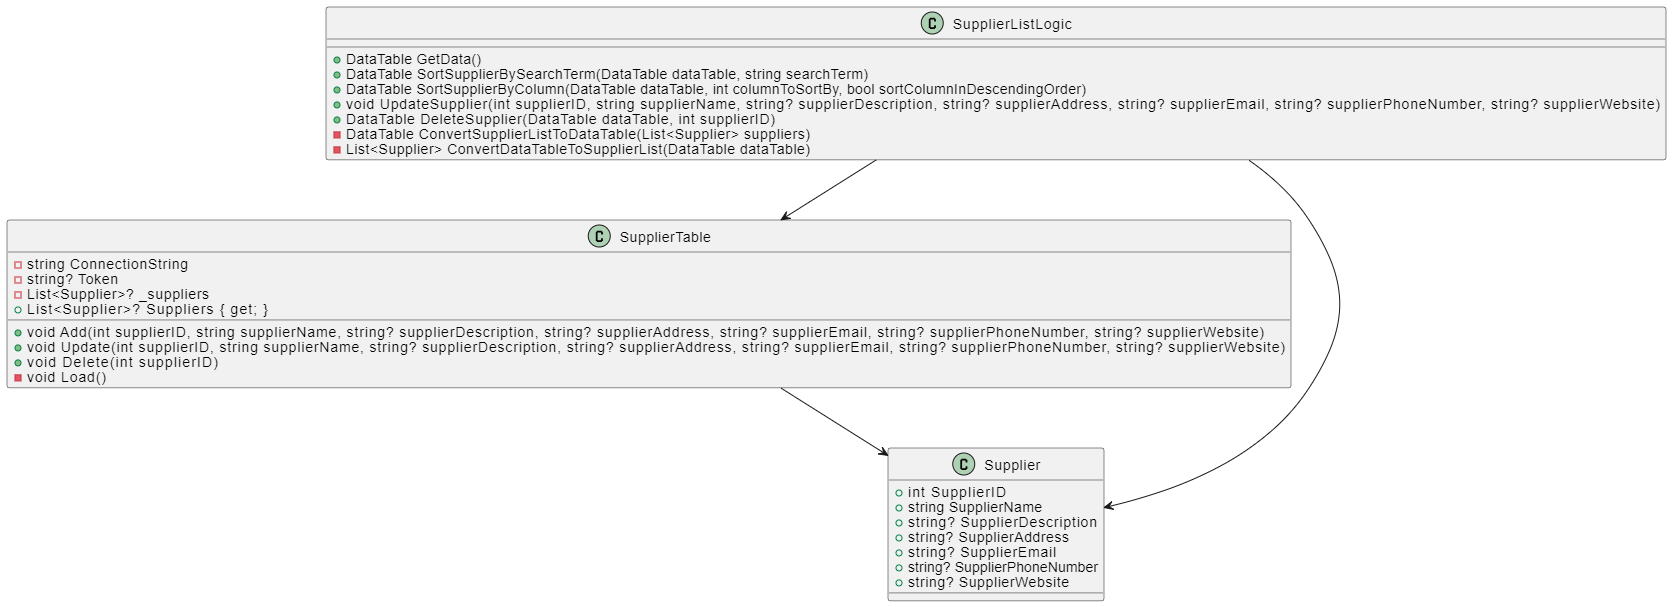 C SupplierListLogic
DataTable GetData()
DataTable SortSupplierBySearchTerm(DataTable dataTable, string searchTerm)
DataTable SortSupplierByColumn(DataTable dataTable, int columnToSortBy, bool sortColumnInDescendingOrder)
void UpdateSupplier(int supplierID, string supplierName, string? supplierDescription, string? supplierAddress, string? supplierEmail, string? supplierPhoneNumber, string? supplierWebsite)
DataTable DeleteSupplier(DataTable dataTable, int supplierID)
DataTable ConvertSupplierListToDataTable(List<Supplier> suppliers)
List<Supplier> ConvertDataTableToSupplierList(DataTable dataTable)
C SupplierTable
string ConnectionString
string? Token
List<Supplier>? _suppliers
List<Supplier>? Suppliers { get; }
void Add(int supplierID, string supplierName, string? supplierDescription, string? supplierAddress, string? supplierEmail, string? supplierPhoneNumber, string? supplierWebsite)
void Update(int supplierID, string supplierName, string? supplierDescription, string? supplierAddress, string? supplierEmail, string? supplierPhoneNumber, string? supplierWebsite)
void Delete(int supplierID)
void Load()
C Supplier
int SupplierID
string SupplierName
string? SupplierDescription
string? SupplierAddress
string? SupplierEmail
string? SupplierPhoneNumber
string? SupplierWebsite